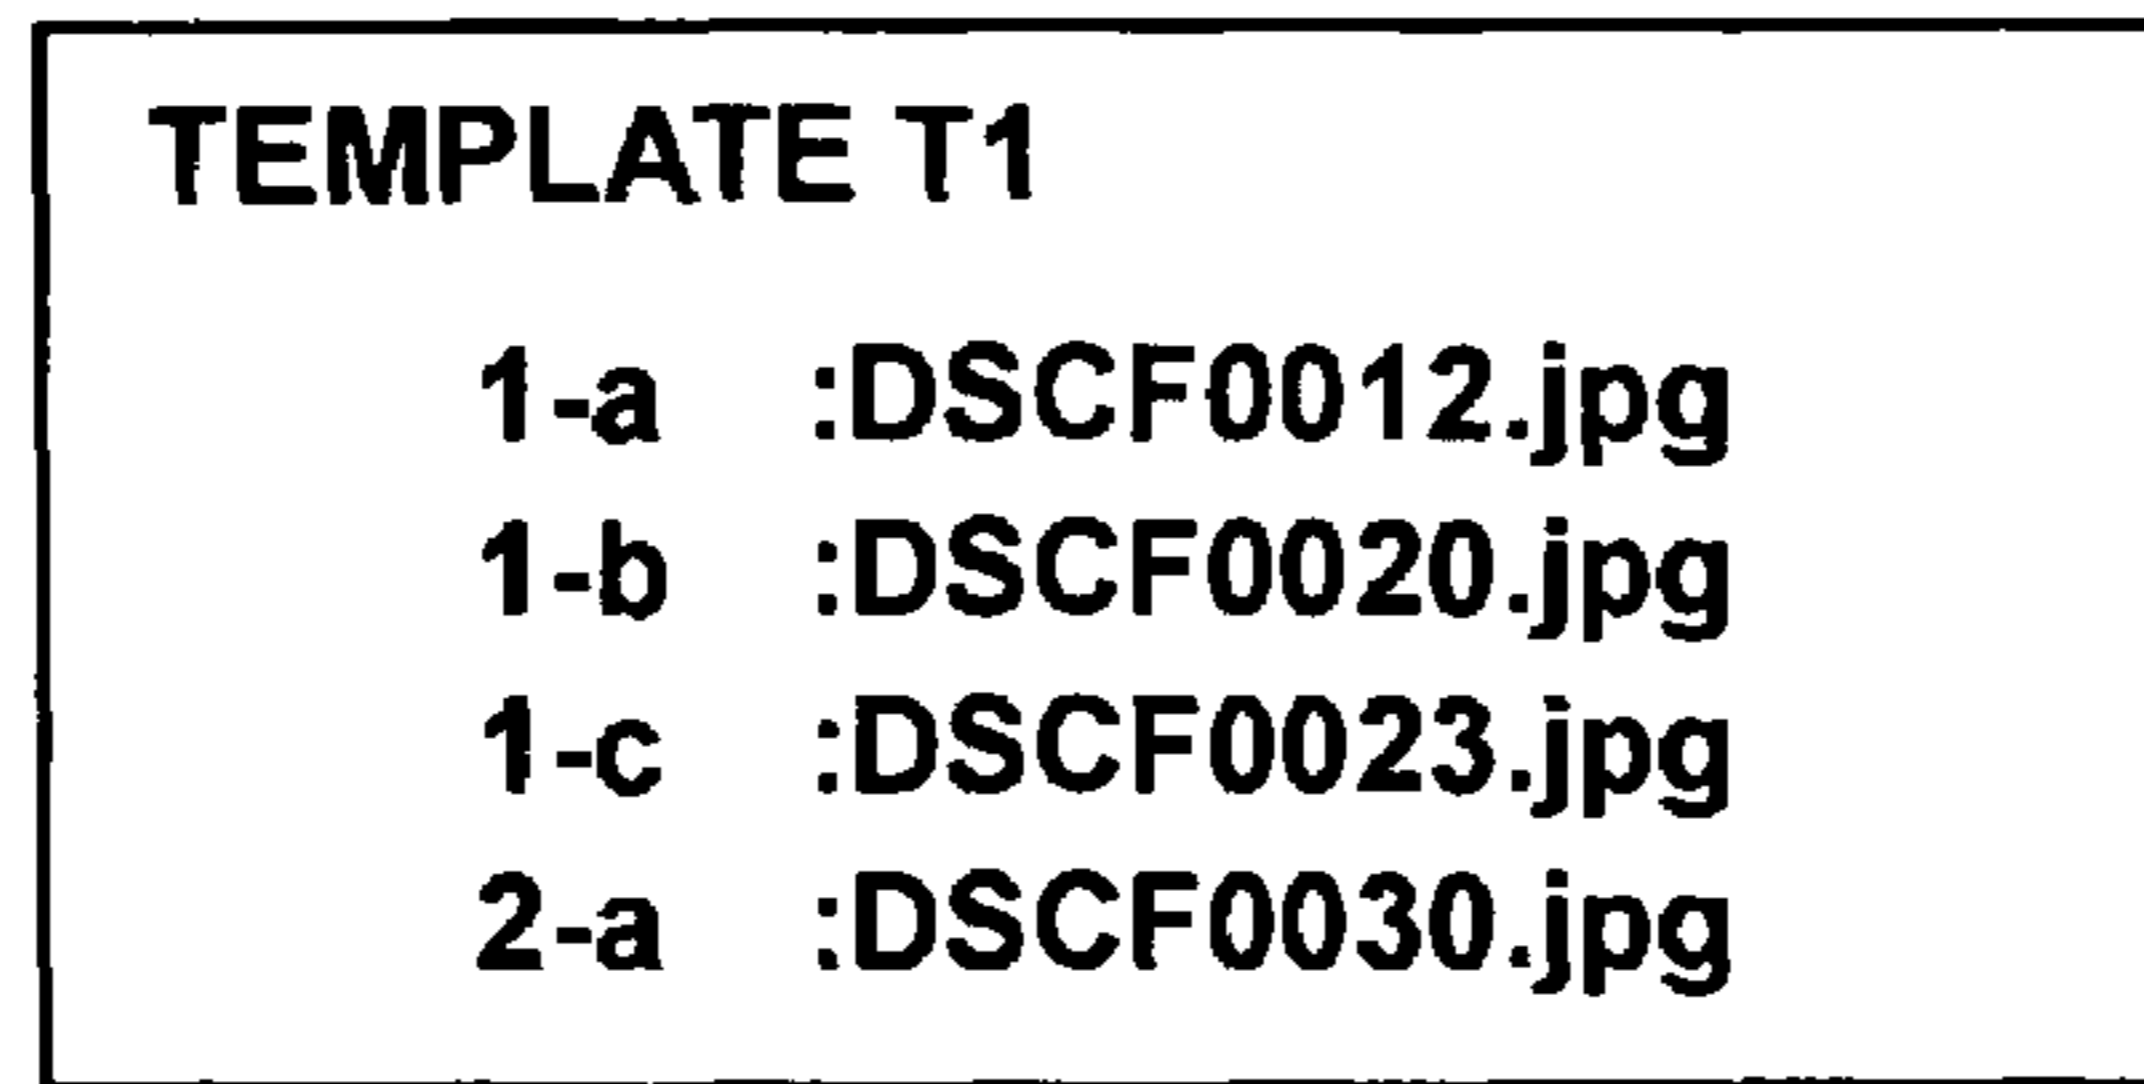 TEMPLATE T1
1-a :DSCF0012.jpg
1-b :DSCF0020.jpg
1-c :DSCF0023.jpg
2-a :DSCF0030.jpg